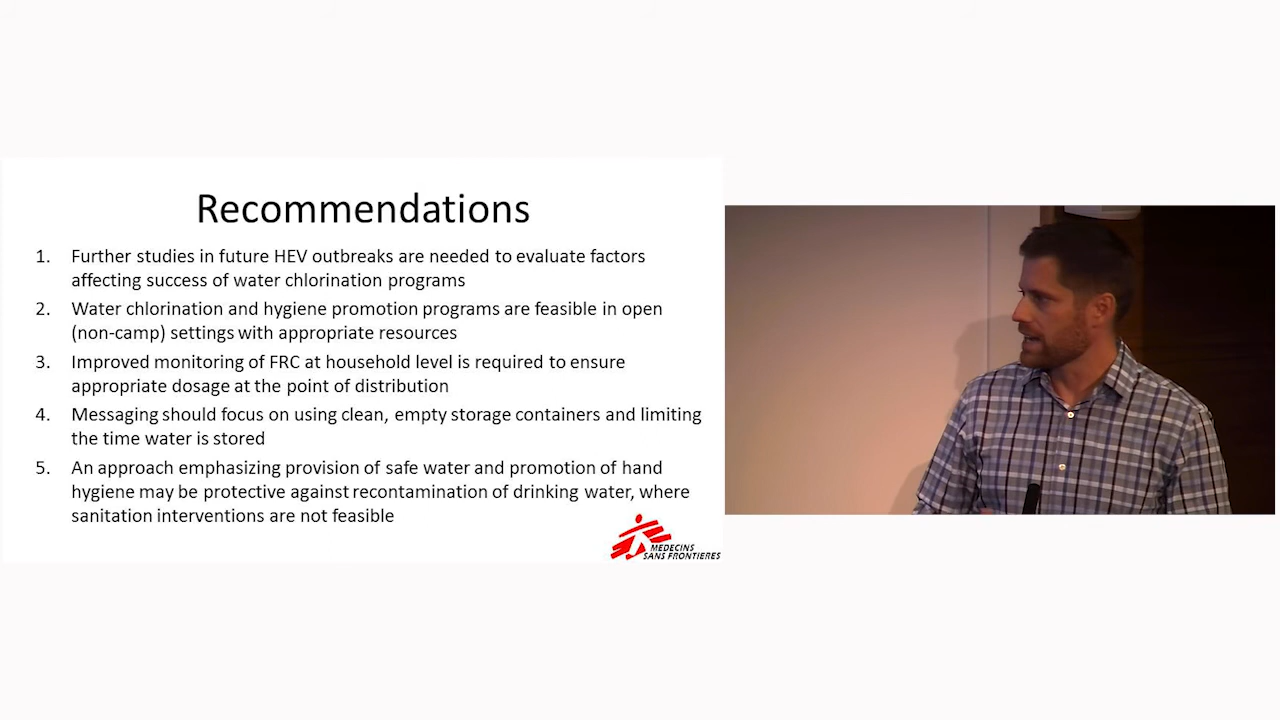 Recommendations
1. Further studies in future HEV outbreaks are needed to evaluate factors
affecting success of water chlorination programs
2. Water chlorination and hygiene promotion programs are feasible in open
(non-camp) settings with appropriate resources
3. Improved monitoring of FRC at household level is required to ensure
appropriate dosage at the point of distribution
4. Messaging should focus on using clean, empty storage containers and limiting
the time water is stored
5. An approach emphasizing provision of safe water and promotion of hand
hygiene may be protective against recontamination of drinking water, where
sanitation interventions are not feasible
MEDECINS
SANS FRONTIERES